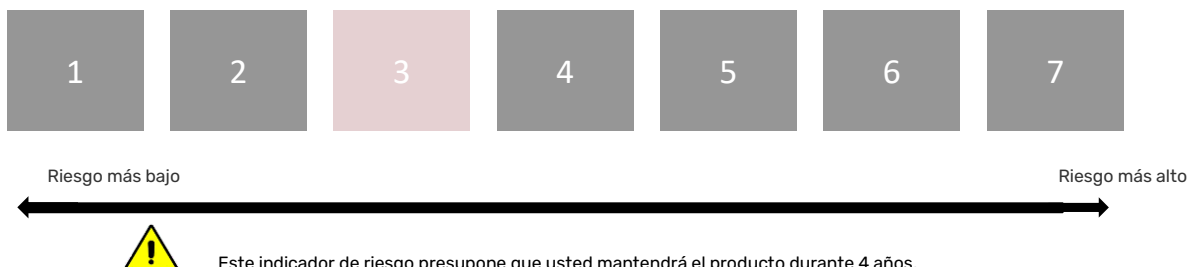 1 2 3 4 5 6 7
Riesgo más bajo Riesgo más alto
!
Este indicador de riesgo presupone que usted mantendrá el producto durante 4 años.